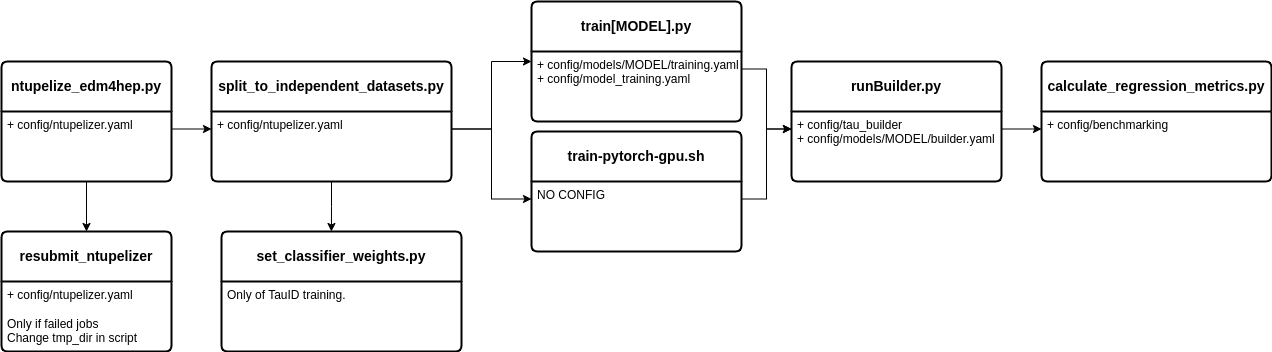 ntupelize_edm4hep.py
+ config/ntupelizer.yaml
resubmit_ntupelizer
+ config/ntupelizer.yaml
Only if failed jobs
Change tmp_dir in script
split_to_independent_datasets.py
+ config/ntupelizer.yaml
set_classifier_weights.py
Only of TauID training.
train[MODEL].py
+ config/models/MODEL/training.yaml
+ config/model_training.yaml
train-pytorch-gpu.sh
NO CONFIG
runBuilder.py
+ config/tau_builder
+ config/models/MODEL/builder.yaml
calculate_regression_metrics.py
+ config/benchmarking